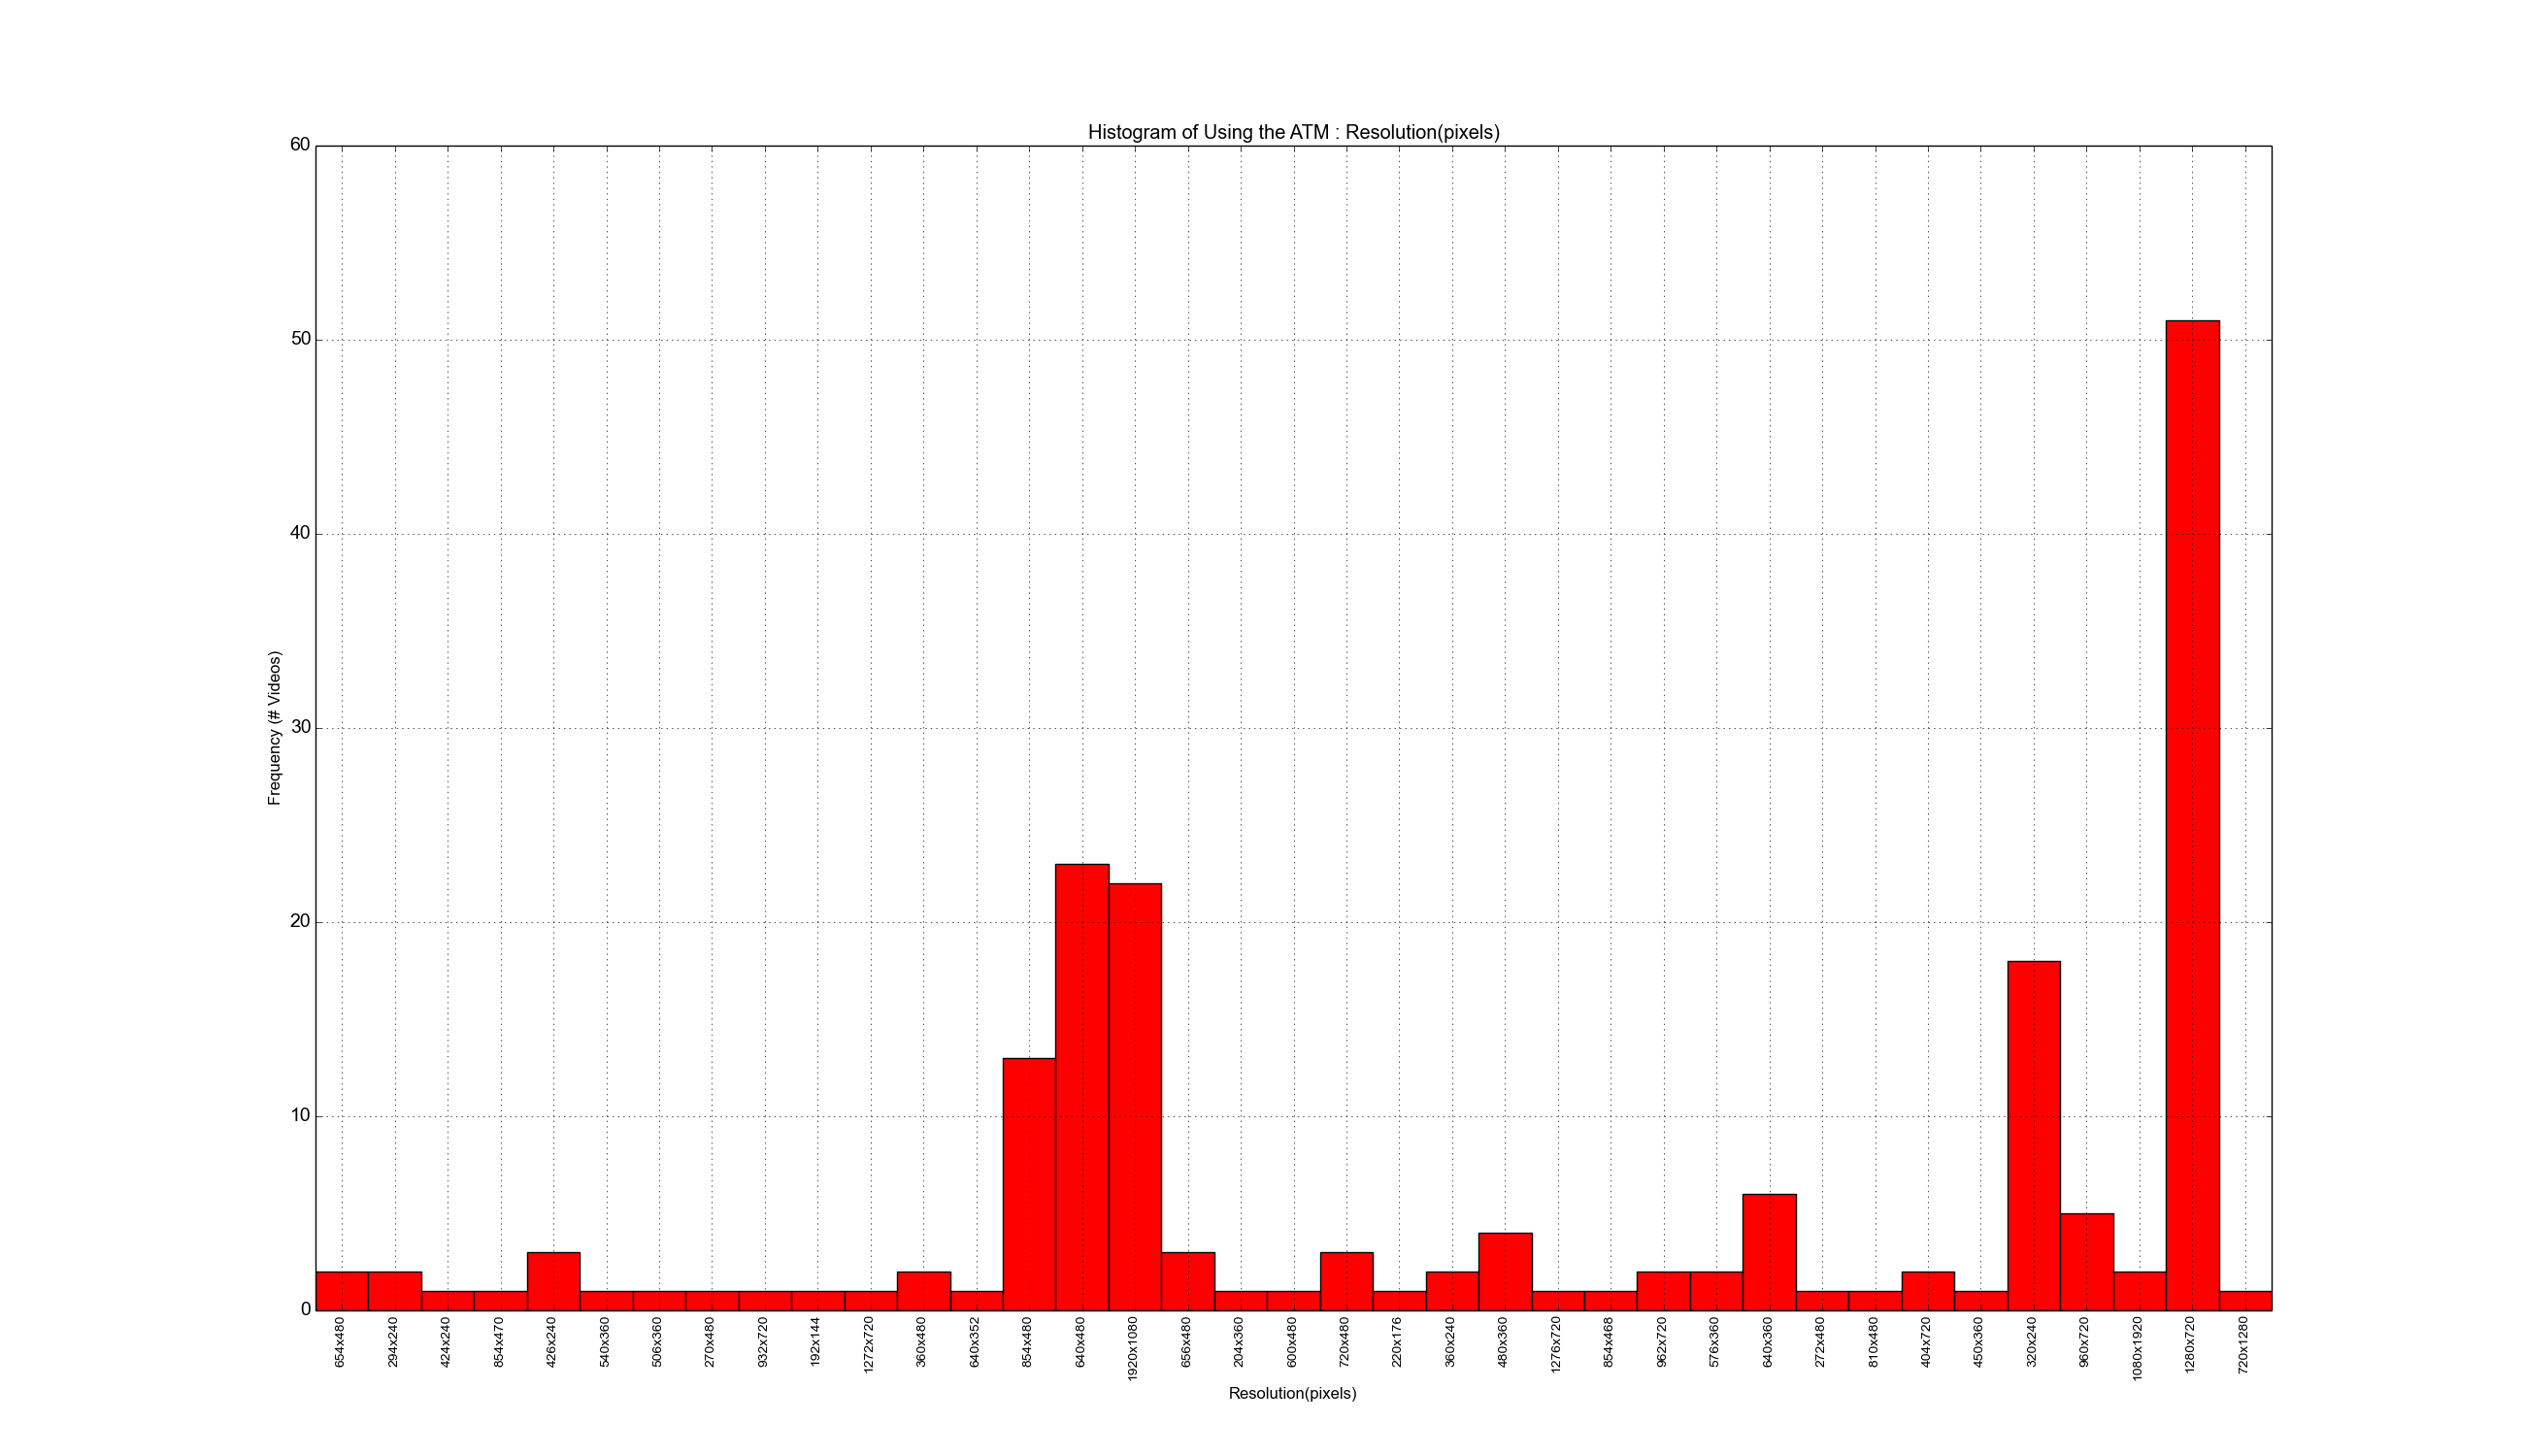 Histogram of Using the ATM : Resolution(pixels)
60
50
40
30
20
10
0
Frequency (# Videos)
654x480
294x240
424x240
854x470
426x240
540x360
506x360
270x480
932x720
192x144
1272x720
360x480
640x352
854x480
640x480
1920x1080
656x480
204x360
600x480
720x480
220x176
360x240
480x360
1276x720
854x468
962x720
576x360
640x360
272x480
810x480
404x720
450x360
320x240
960x720
1080x1920
1280x720
720x1280
Resolution(pixels)